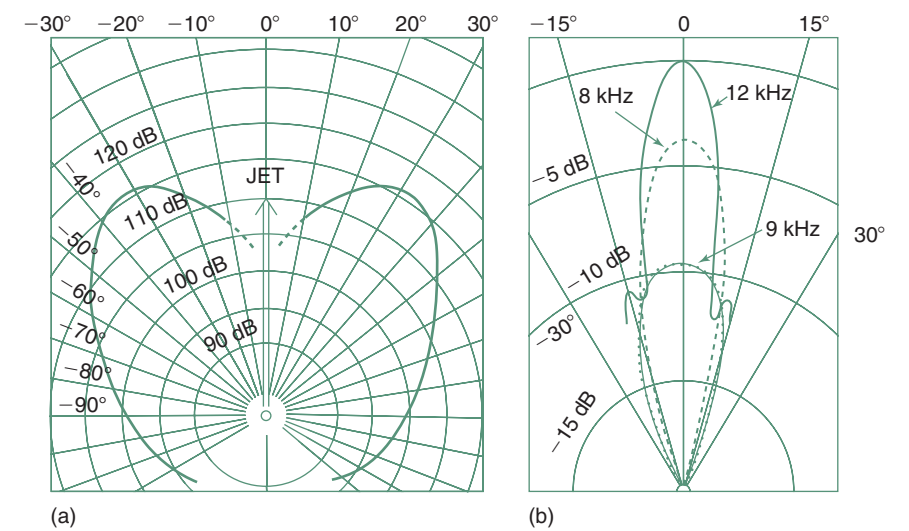 −30° −20° −10° 0° 10° 20° 30°
120 dB
−40°
JET
110 dB
−50°
100 dB
−60°
90 dB
−70°
−80°
−90°
(a)
−15° 0 15°
8 kHz
12 kHz
−5 dB
9 kHz
30°
−10 dB
−30°
−15 dB
(b)